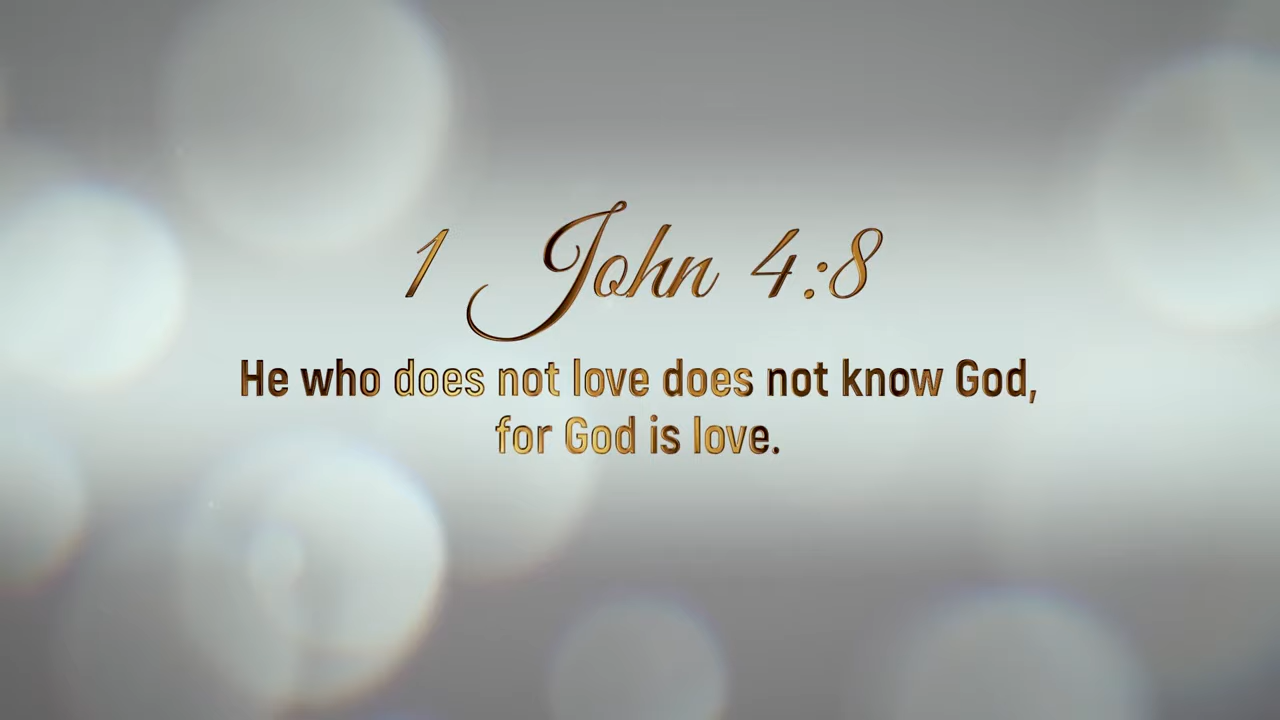 1 John 4:8
He who does not love does not know God,
for God is love.